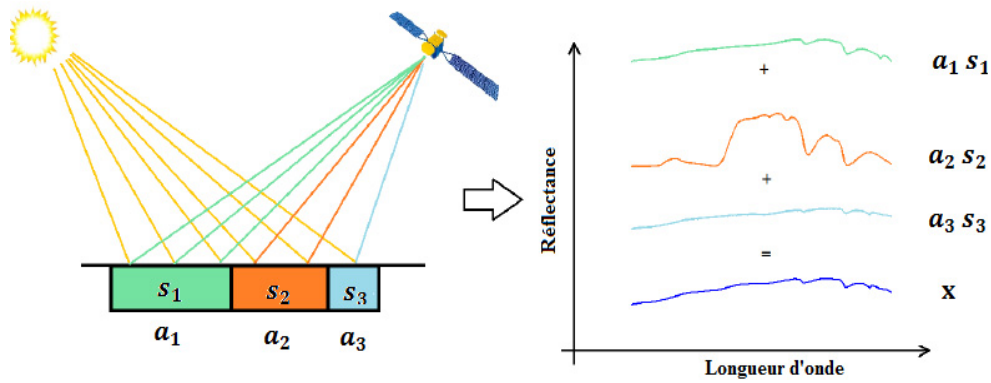 s₁ s₂ s₃
a₁ a₂ a₃
Réflectance
a₁ s₁
+
a₂ s₂
+
a₃ s₃
=
x
Longueur d'onde